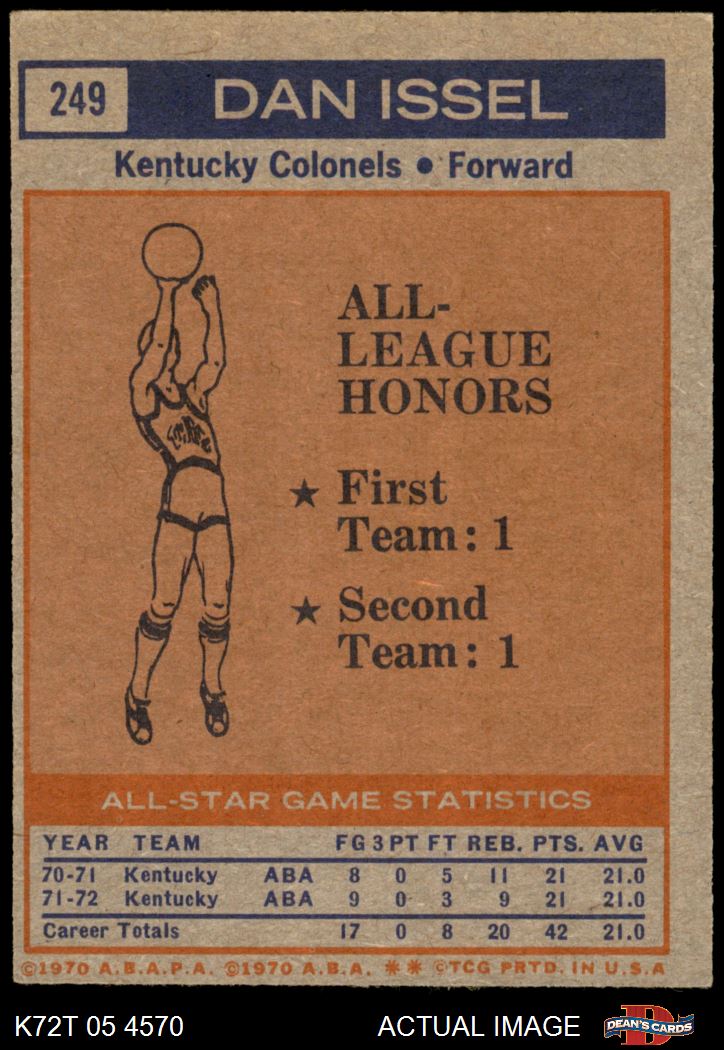 249 DAN ISSEL
Kentucky Colonels • Forward
ALL-
LEAGUE
HONORS
★ First
Team: 1
★ Second
Team: 1
ALL-STAR GAME STATISTICS
YEAR TEAM FG 3PT FT REB. PTS. AVG
70-71 Kentucky ABA 8 0 5 11 21 21.0
71-72 Kentucky ABA 9 0 3 9 21 21.0
Career Totals 17 0 8 20 42 21.0
©1970 A.B.A.P.A. ©1970 A.B.A. ** ©TCG PRTD. IN U.S.A
K72T 05 4570 ACTUAL IMAGE DEAN'S CARDS